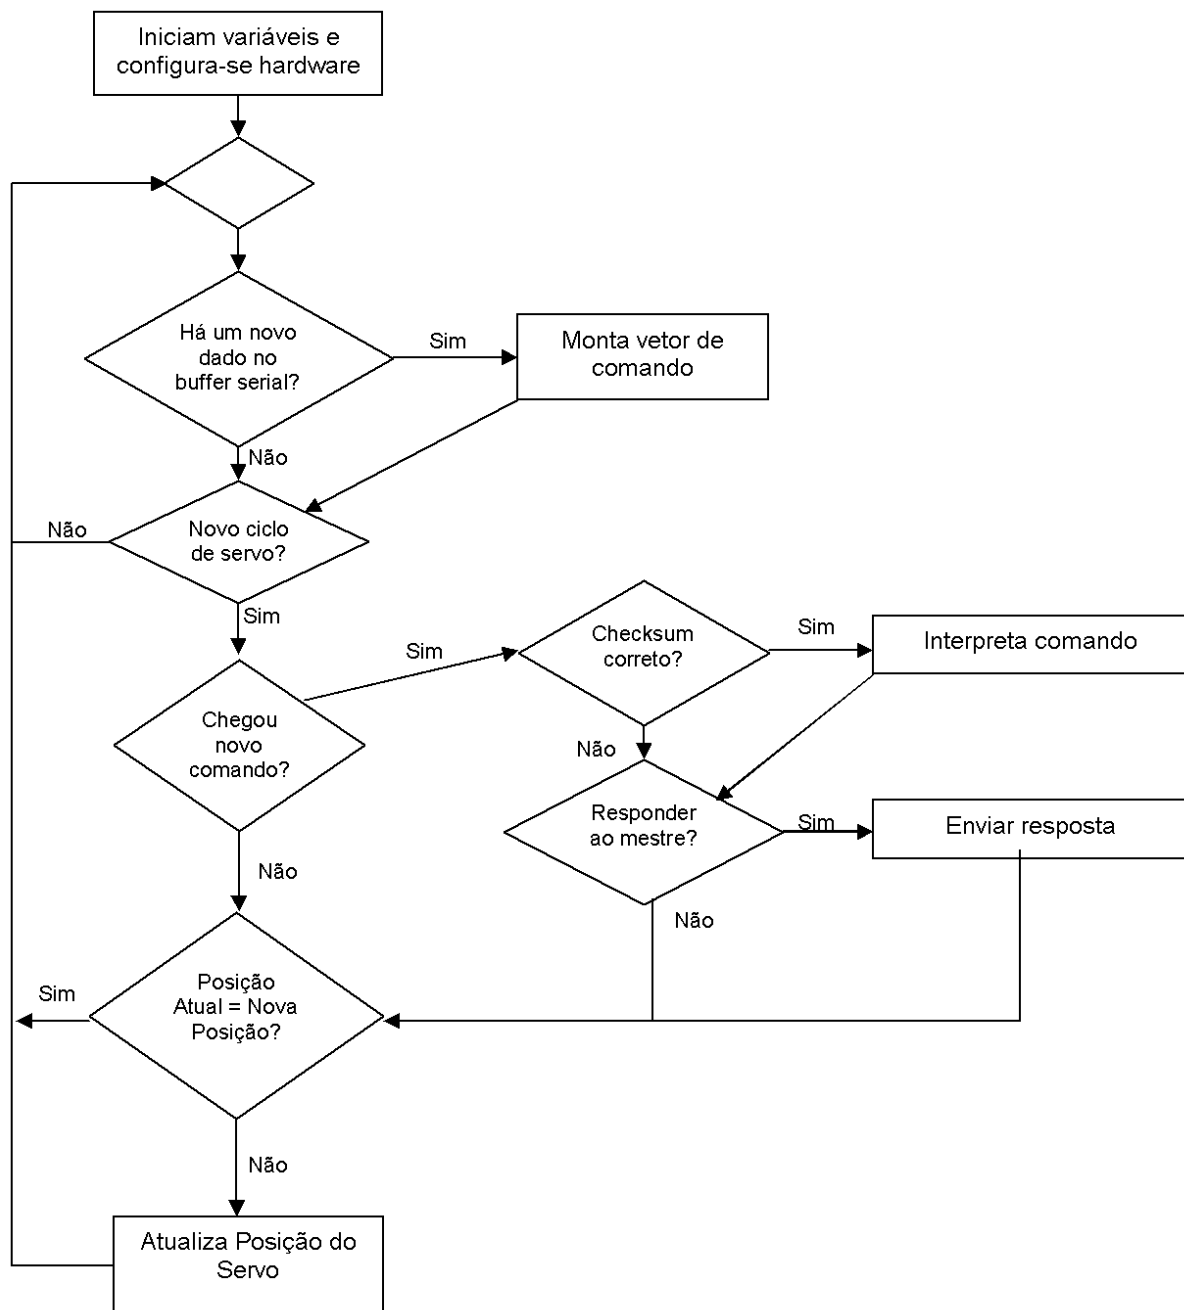 Iniciam variáveis e
configura-se hardware
Há um novo
dado no
buffer serial?
Sim
Monta vetor de
comando
Não
Novo ciclo
de servo?
Não
Sim
Chegou
novo
comando?
Sim
Checksum
correto?
Sim
Interpreta comando
Não
Responder
ao mestre?
Sim
Enviar resposta
Não
Não
Posição
Atual = Nova
Posição?
Sim
Não
Atualiza Posição do
Servo